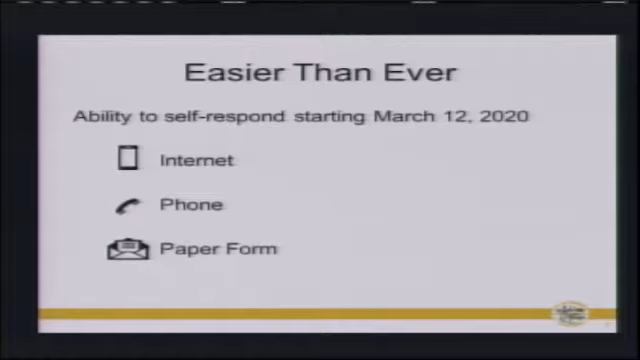 Easier Than Ever
Ability to self-respond starting March 12, 2020
Internet
Phone
Paper Form